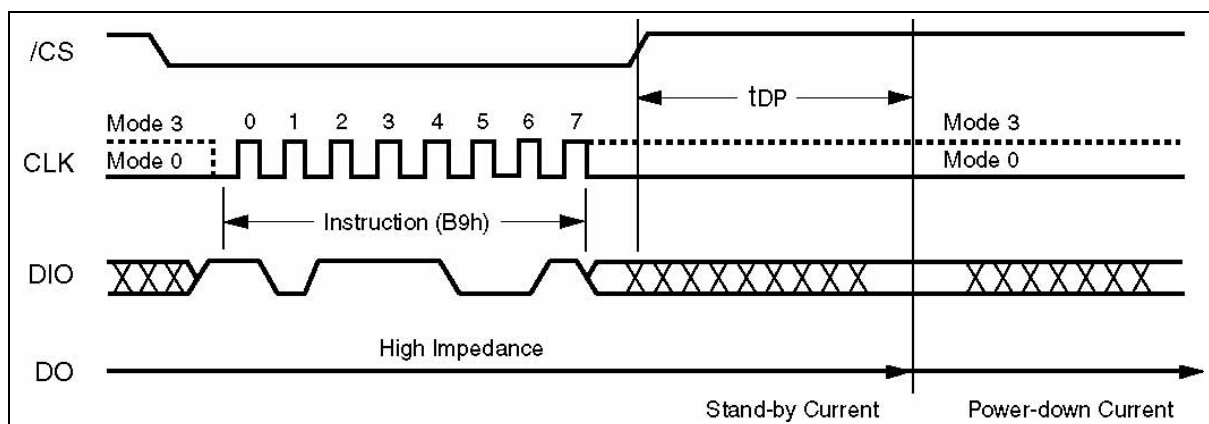 /CS
tDP
Mode 3
0 1 2 3 4 5 6 7
Mode 3
CLK
Mode 0
Mode 0
Instruction (B9h)
DIO
High Impedance
DO
Stand-by Current
Power-down Current